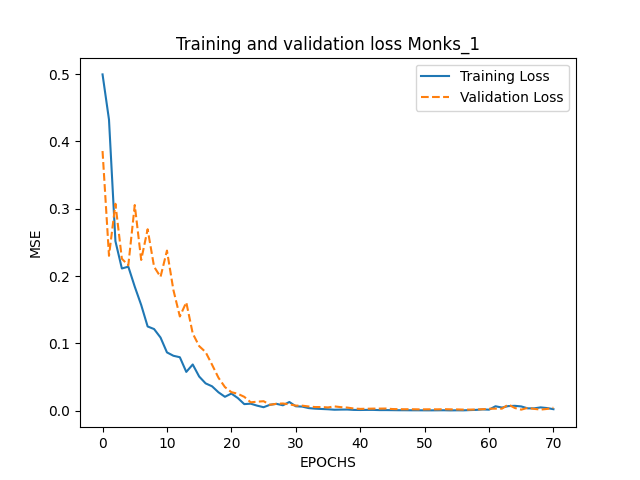 Training and validation loss Monks_1
Training Loss
Validation Loss
MSE
0.5
0.4
0.3
0.2
0.1
0.0
0 10 20 30 40 50 60 70
EPOCHS